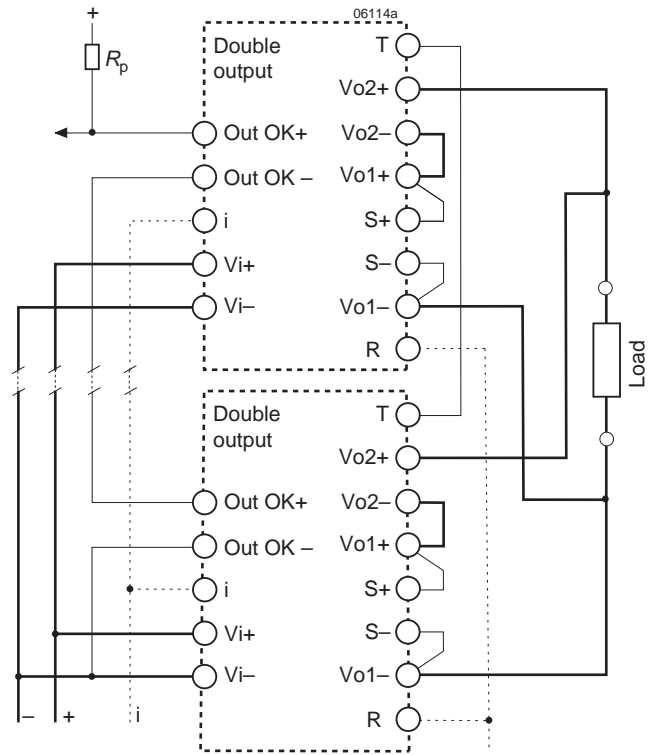 06114a
+
Rp
Double
output
T
Vo2+
Out OK+
Vo2–
Out OK –
Vo1+
i
S+
Vi+
S–
Vi–
Vo1–
R
Load
Double
output
T
Vo2+
Out OK+
Vo2–
Out OK –
Vo1+
i
S+
Vi+
S–
Vi–
Vo1–
R
– + i